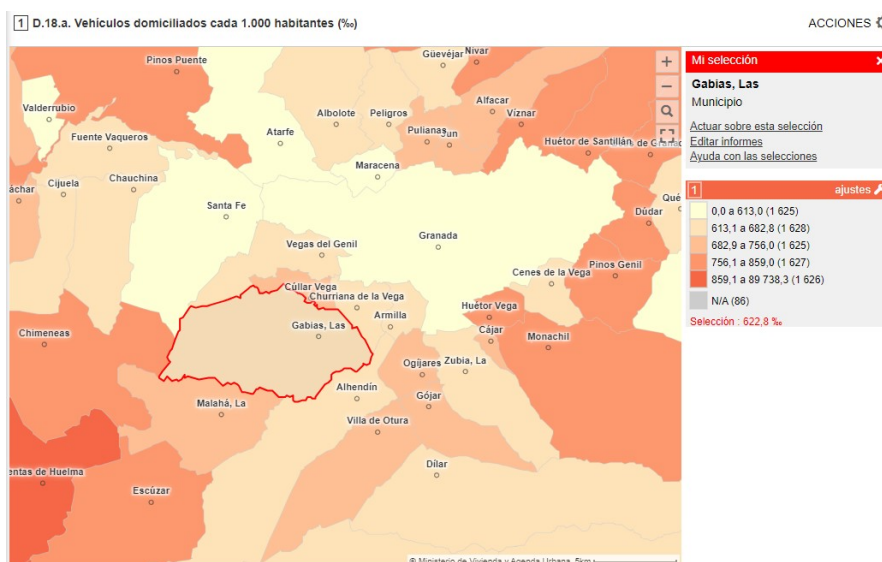 1 D.18.a. Vehículos domiciliados cada 1.000 habitantes (‰)
ACCIONES
Mi selección
Gabias, Las
Municipio
Actuar sobre esta selección
Editar informes
Ayuda con las selecciones
1 ajustes
0,0 a 613,0 (1 625)
613,1 a 682,8 (1 628)
682,9 a 756,0 (1 625)
756,1 a 859,0 (1 627)
859,1 a 89 738,3 (1 626)
N/A (86)
Selección : 622,8 ‰
Pinos Puente
Güevéjar
Nívar
Valderrubio
Albolote
Peligros
Alfacar
Víznar
Fuente Vaqueros
Atarfe
Pulianas
Jun
Huétor de Santillán
Maracena
Cijuela
Chauchina
Santa Fe
Granada
Dúdar
Qué
Vegas del Genil
Pinos Genil
Cenes de la Vega
Cúllar Vega
Churriana de la Vega
Huétor Vega
Gabias, Las
Armilla
Chimeneas
Cájar
Monachil
Ogíjares
Zubia, La
Alhendín
Malahá, La
Gójar
Villa de Otura
Dílar
entas de Huelma
Escúzar
© Ministerio de Vivienda y Agenda Urbana 5km